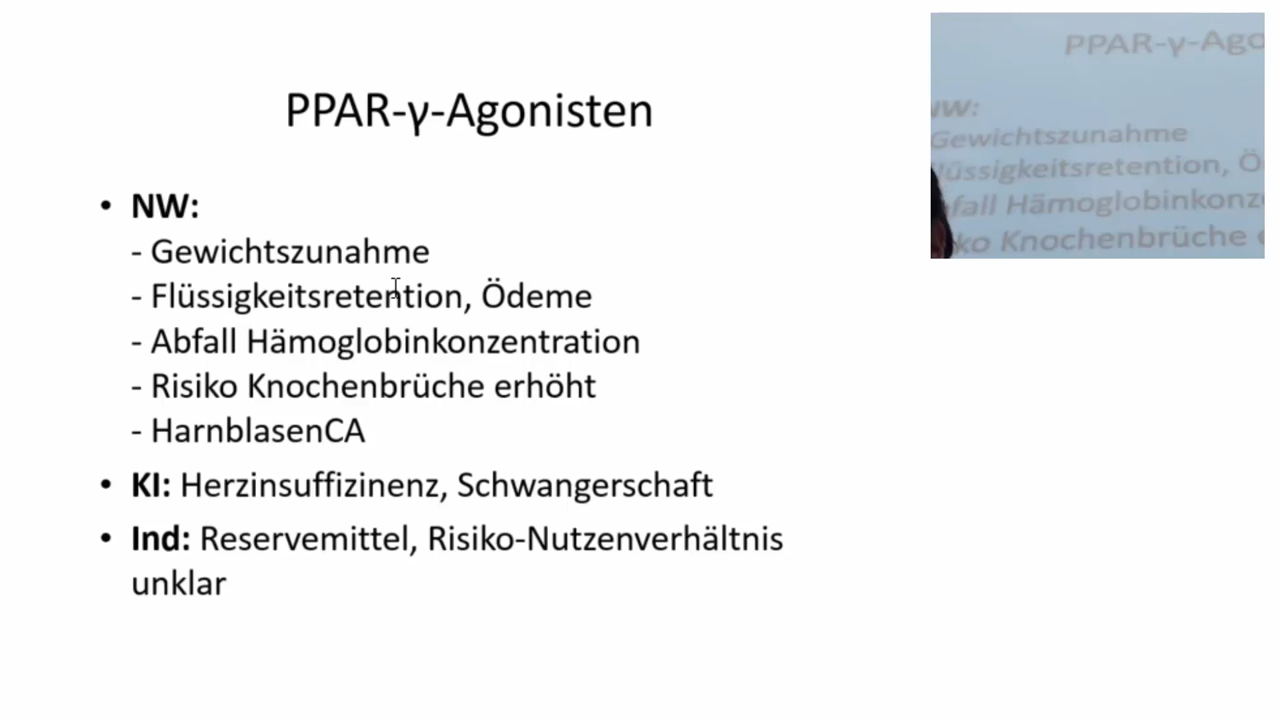 PPAR-γ-Agonisten
• NW:
- Gewichtszunahme
- Flüssigkeitsretention, Ödeme
- Abfall Hämoglobinkonzentration
- Risiko Knochenbrüche erhöht
- HarnblasenCA
• KI: Herzinsuffizinenz, Schwangerschaft
• Ind: Reservemittel, Risiko-Nutzenverhältnis
unklar
PPAR-γ-Ago
NW:
Gewichtszunahme
lüssigkeitsretention, Ö
fall Hämoglobinkonz
ko Knochenbrüche e